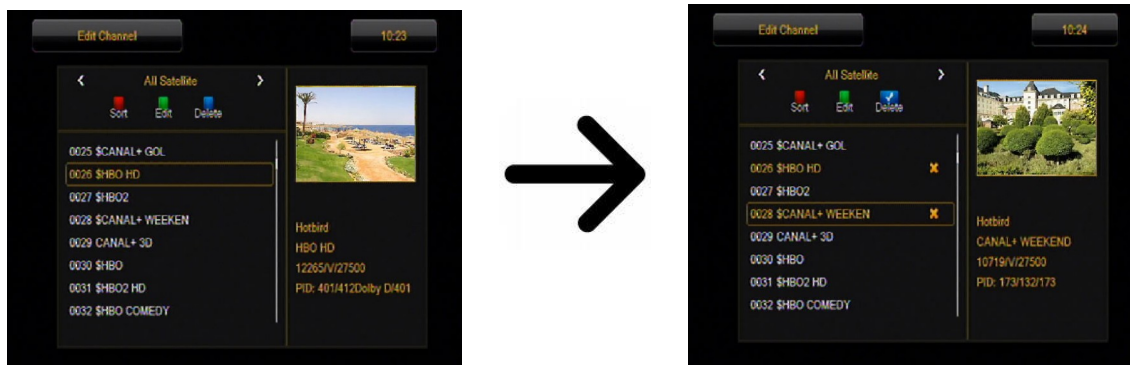 Edit Channel
10:23
All Satellite
Sort Edit Delete
0025 $CANAL+ GOL
0026 $HBO HD
0027 $HBO2
0028 $CANAL+ WEEKEN
0029 CANAL+ 3D
0030 $HBO
0031 $HBO2 HD
0032 $HBO COMEDY
Hotbird
HBO HD
12265/V/27500
PID: 401/412Dolby D/401
Edit Channel
10:24
All Satellite
Sort Edit Delete
0025 $CANAL+ GOL
0026 $HBO HD
0027 $HBO2
0028 $CANAL+ WEEKEN
0029 CANAL+ 3D
0030 $HBO
0031 $HBO2 HD
0032 $HBO COMEDY
Hotbird
CANAL+ WEEKEND
10719/V/27500
PID: 173/132/173